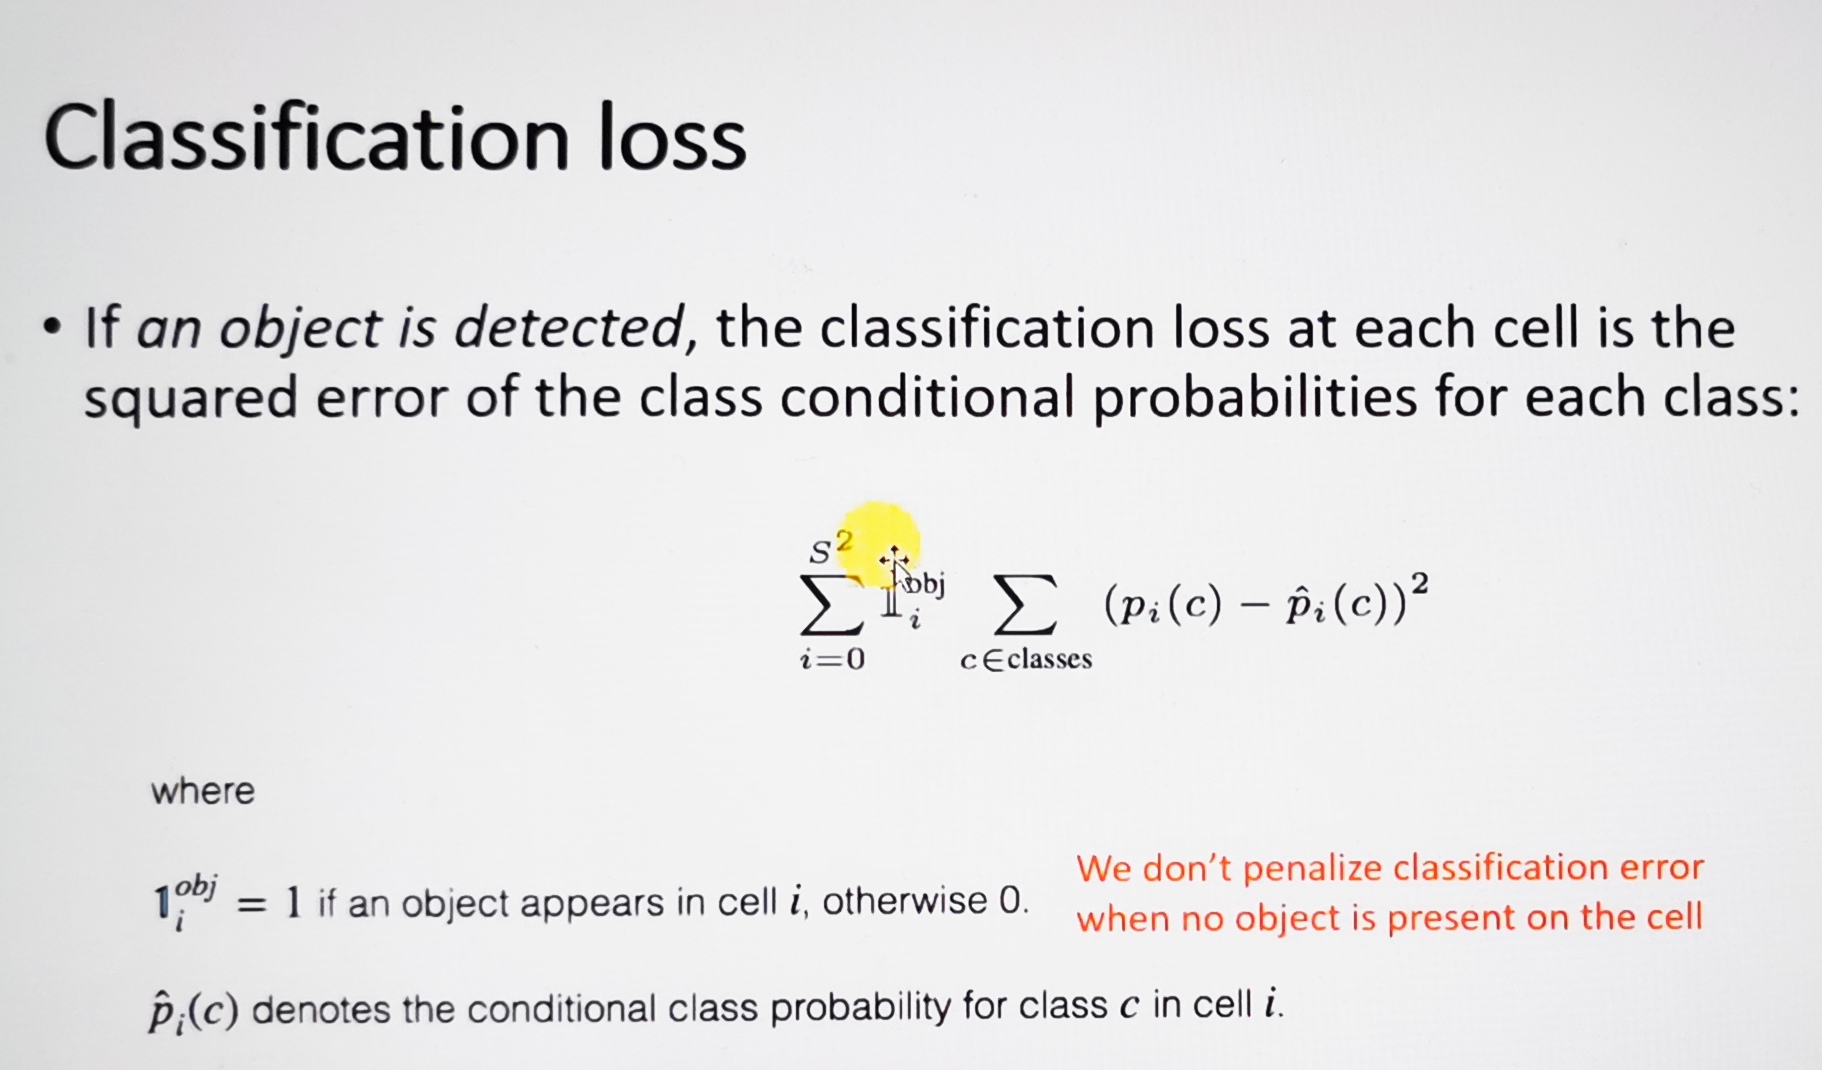 Classification loss
• If an object is detected, the classification loss at each cell is the
squared error of the class conditional probabilities for each class:
$\sum_{i=0}^{S^2} \mathbb{1}_i^{\text{obj}} \sum_{c \in \text{classes}} (p_i(c) - \hat{p}_i(c))^2$
where
$\mathbb{1}_i^{obj}$ = 1 if an object appears in cell i, otherwise 0.
We don't penalize classification error
when no object is present on the cell
$\hat{p}_i(c)$ denotes the conditional class probability for class c in cell i.